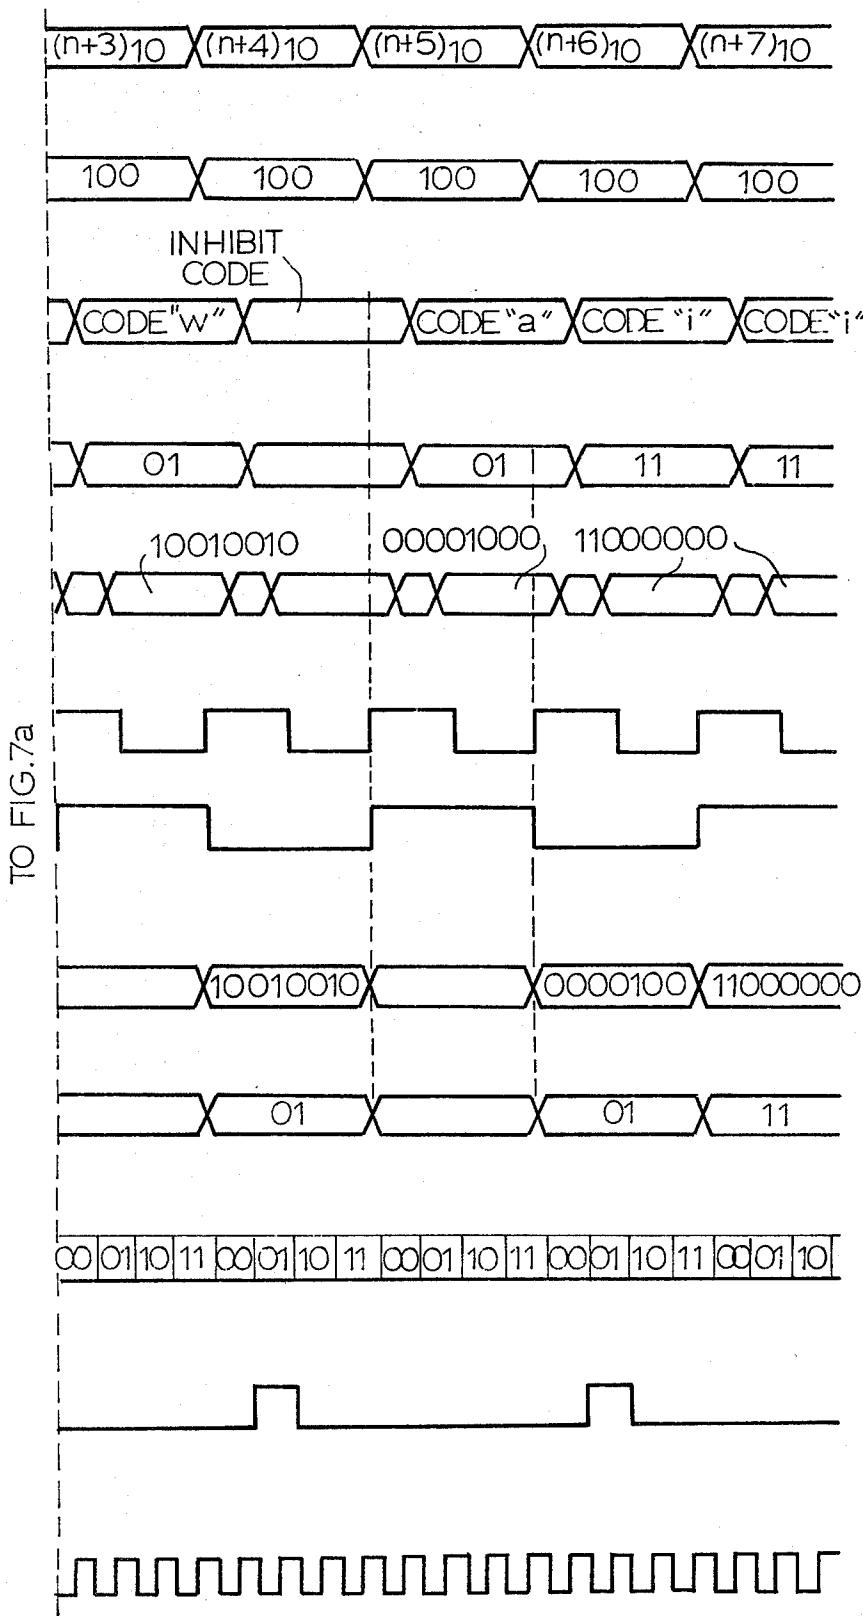 (n+3)10 (n+4)10 (n+5)10 (n+6)10 (n+7)10
100 100 100 100 100
INHIBIT
CODE
CODE "w" CODE "a" CODE "i" CODE "i"
01 01 11 11
10010010 00001000 11000000
TO FIG.7a
10010010 0000100 11000000
01 01 11
00 01 10 11 00 01 10 11 00 01 10 11 00 01 10 11 00 01 10